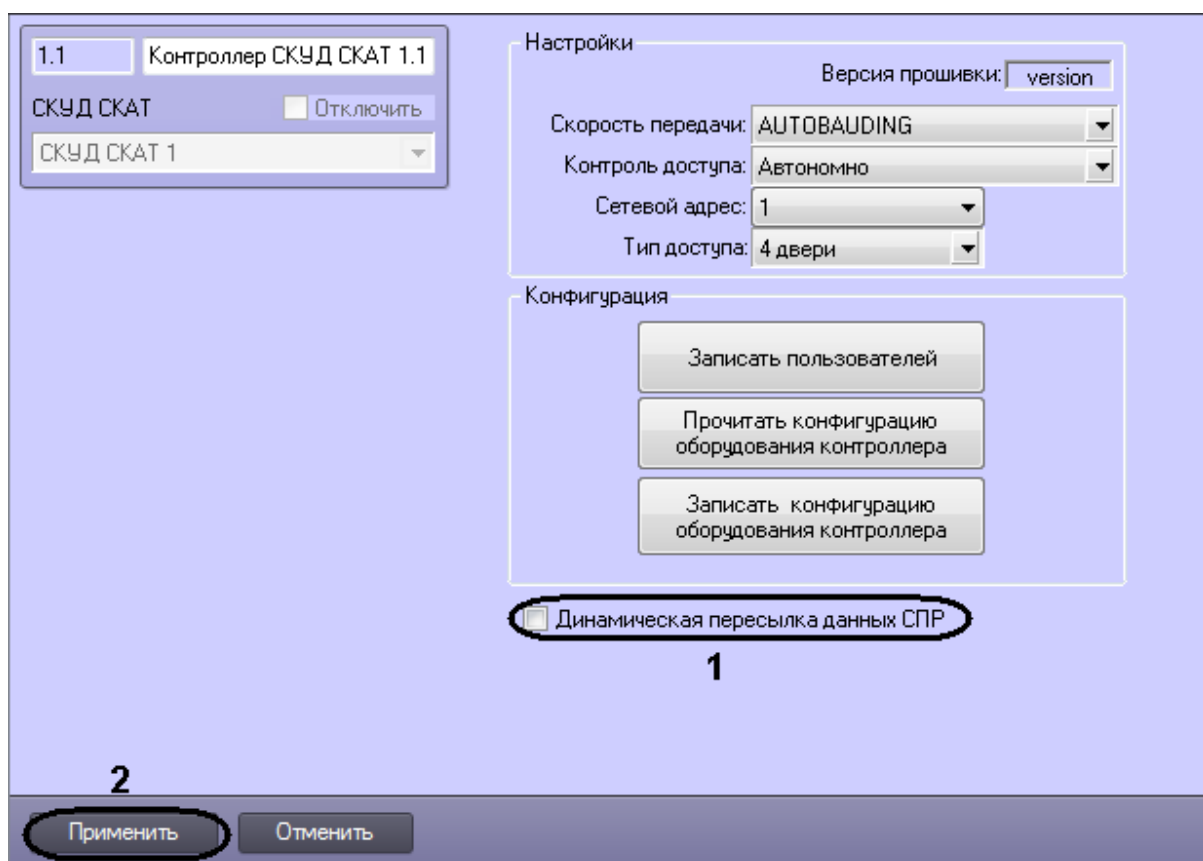 1.1
Контроллер СКУД СКАТ 1.1
СКУД СКАТ
Отключить
СКУД СКАТ 1
Настройки
Версия прошивки: version
Скорость передачи: AUTOBAUDING
Контроль доступа: Автономно
Сетевой адрес: 1
Тип доступа: 4 двери
Конфигурация
Записать пользователей
Прочитать конфигурацию
оборудования контроллера
Записать конфигурацию
оборудования контроллера
Динамическая пересылка данных СПР
1
2
Применить
Отменить